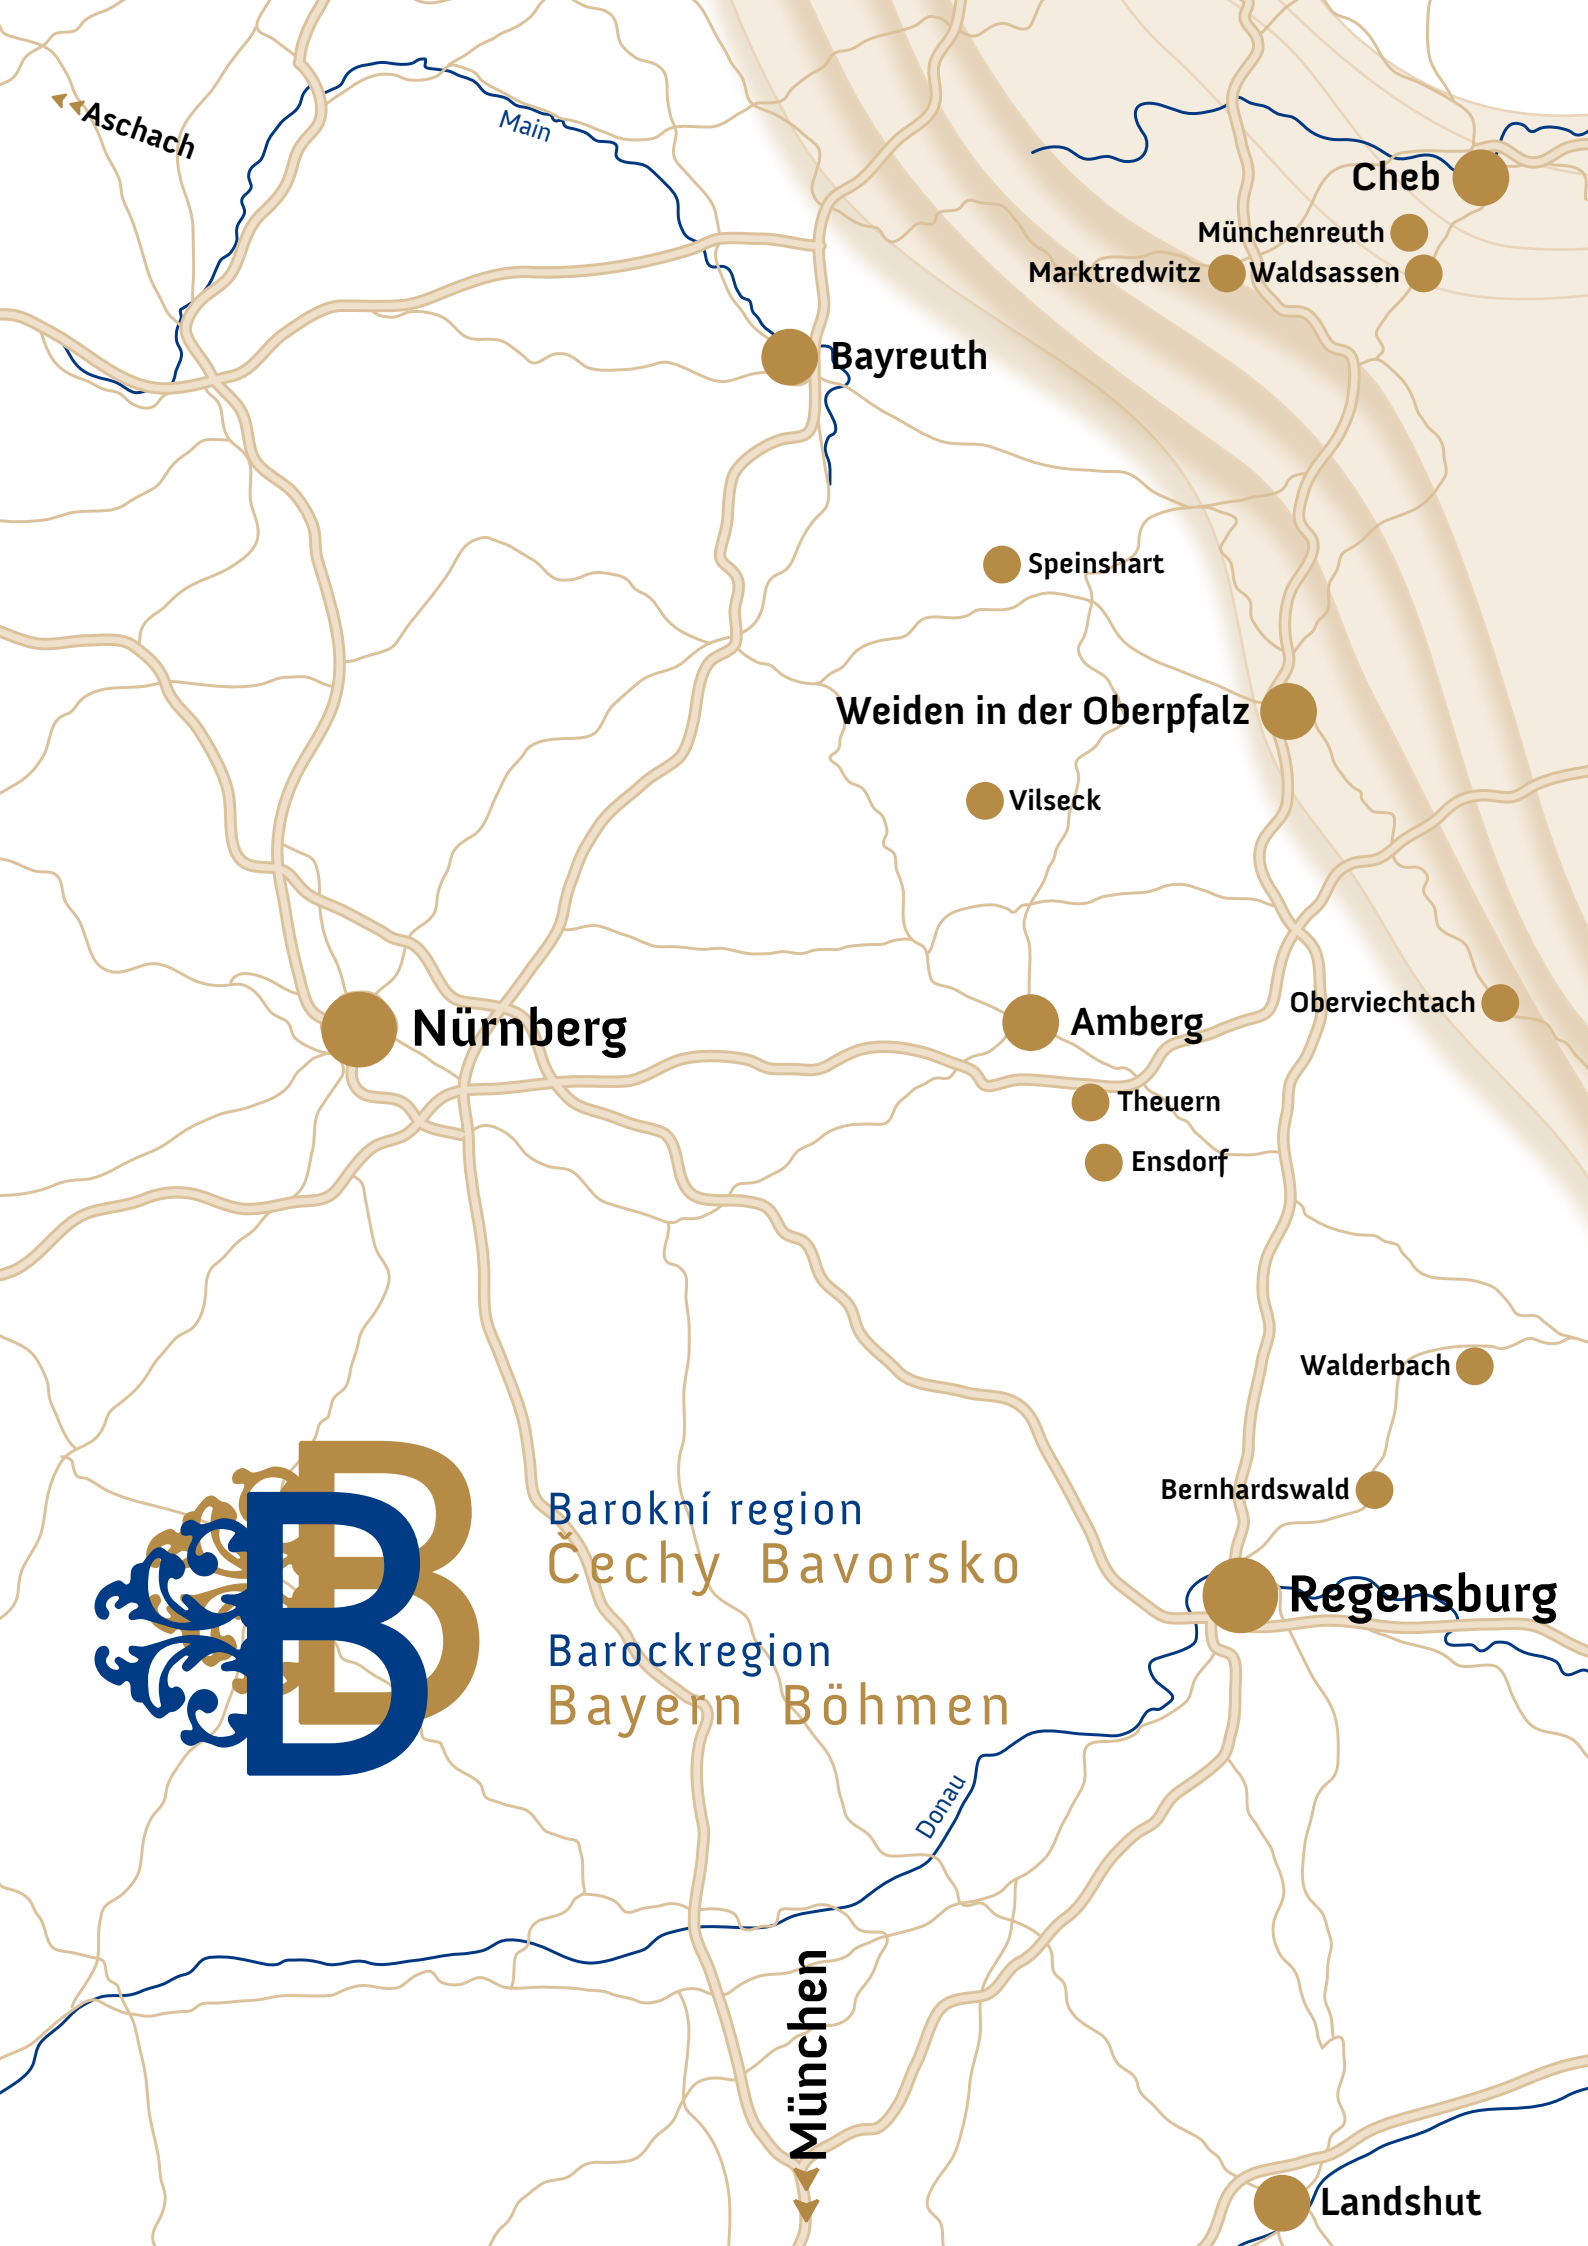 Aschach
Main
Cheb
Münchenreuth
Marktredwitz
Waldsassen
Bayreuth
Speinshart
Weiden in der Oberpfalz
Vilseck
Oberviechtach
Nürnberg
Amberg
Theuern
Ensdorf
Walderbach
Bernhardswald
Barokní region
Čechy Bavorsko
Regensburg
Barockregion
Bayern Böhmen
Donau
München
Landshut